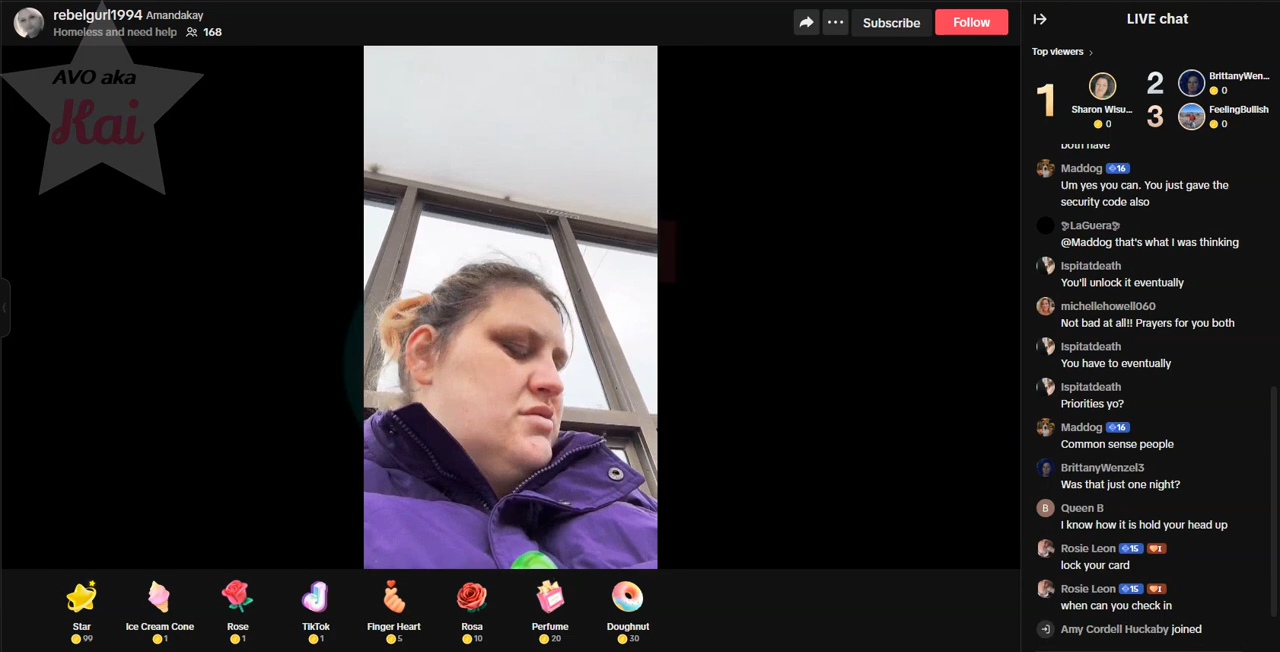 rebelgurl1994 Amandakay
Homeless and need help 168
Subscribe
Follow
AVO aka
Kai
LIVE chat
Top viewers
1
Sharon Wisu...
0
2
BrittanyWen...
0
3
FeelingBullish
0
both have
Maddog 16
Um yes you can. You just gave the
security code also
LaGuera
@Maddog that's what I was thinking
Ispitatdeath
You'll unlock it eventually
michellehowell060
Not bad at all!! Prayers for you both
Ispitatdeath
You have to eventually
Ispitatdeath
Priorities yo?
Maddog 16
Common sense people
BrittanyWenzel3
Was that just one night?
B Queen B
I know how it is hold your head up
Rosie Leon 15 I
lock your card
Rosie Leon 15 I
when can you check in
Amy Cordell Huckaby joined
Star
99
Ice Cream Cone
1
Rose
1
TikTok
1
Finger Heart
5
Rosa
10
Perfume
20
Doughnut
30